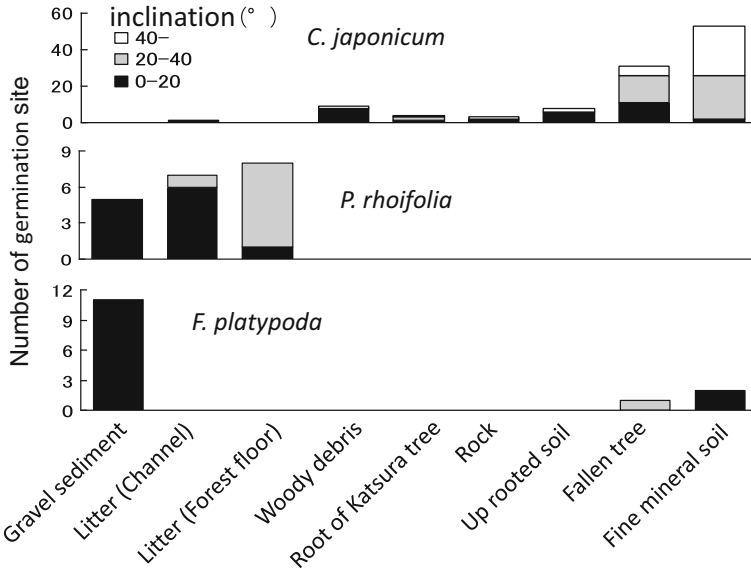 inclination(°)
40−
20−40
0−20
C. japonicum
60
40
20
0
P. rhoifolia
9
6
3
0
F. platypoda
12
9
6
3
0
Number of germination site
Gravel sediment
Litter (Channel)
Litter (Forest floor)
Woody debris
Root of Katsura tree
Rock
Up rooted soil
Fallen tree
Fine mineral soil